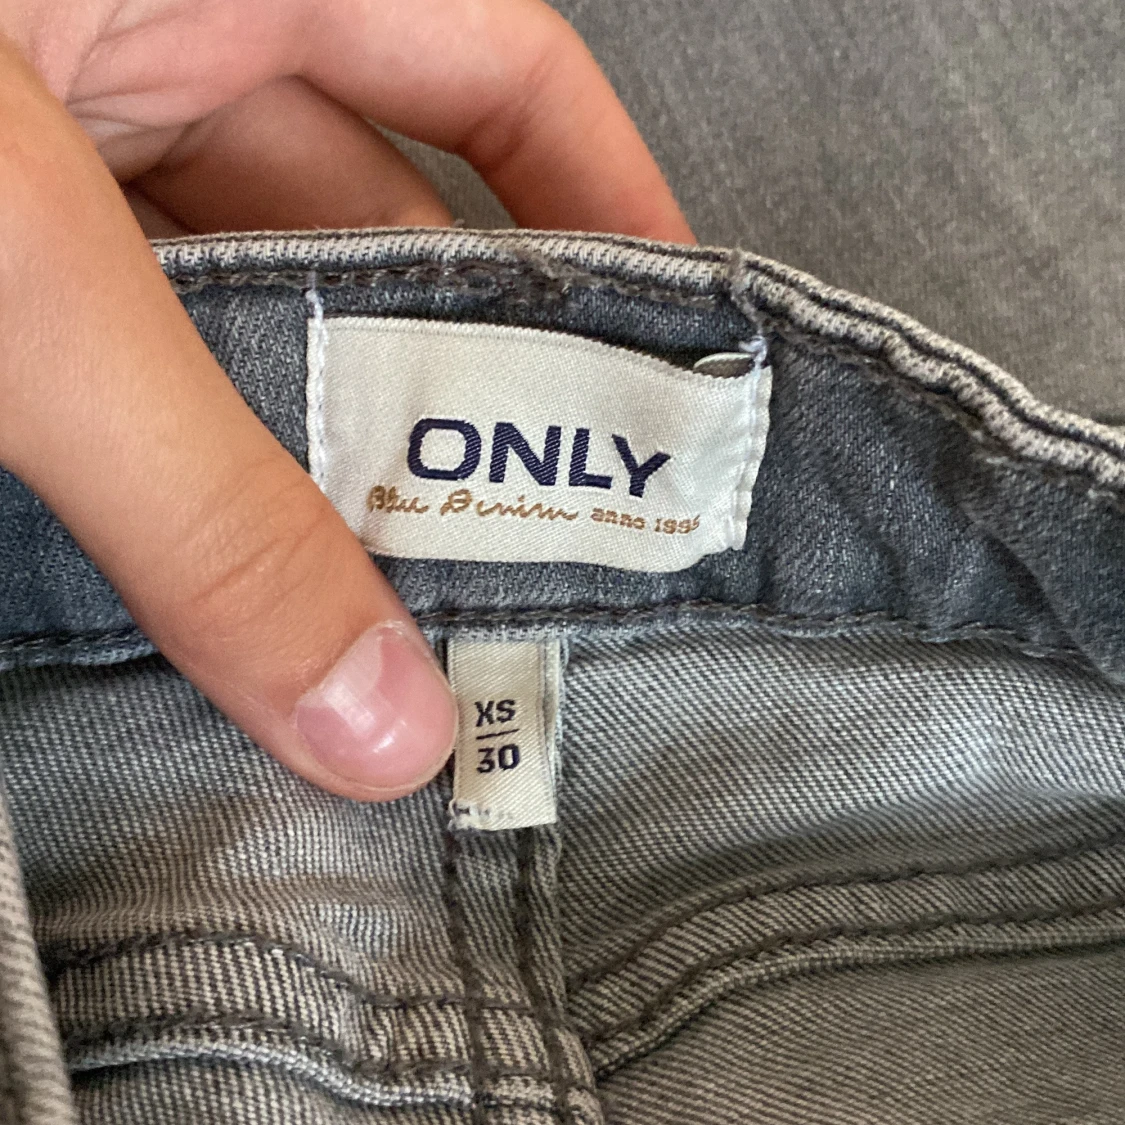 ONLY
Blue Denim anno 1995
XS
30